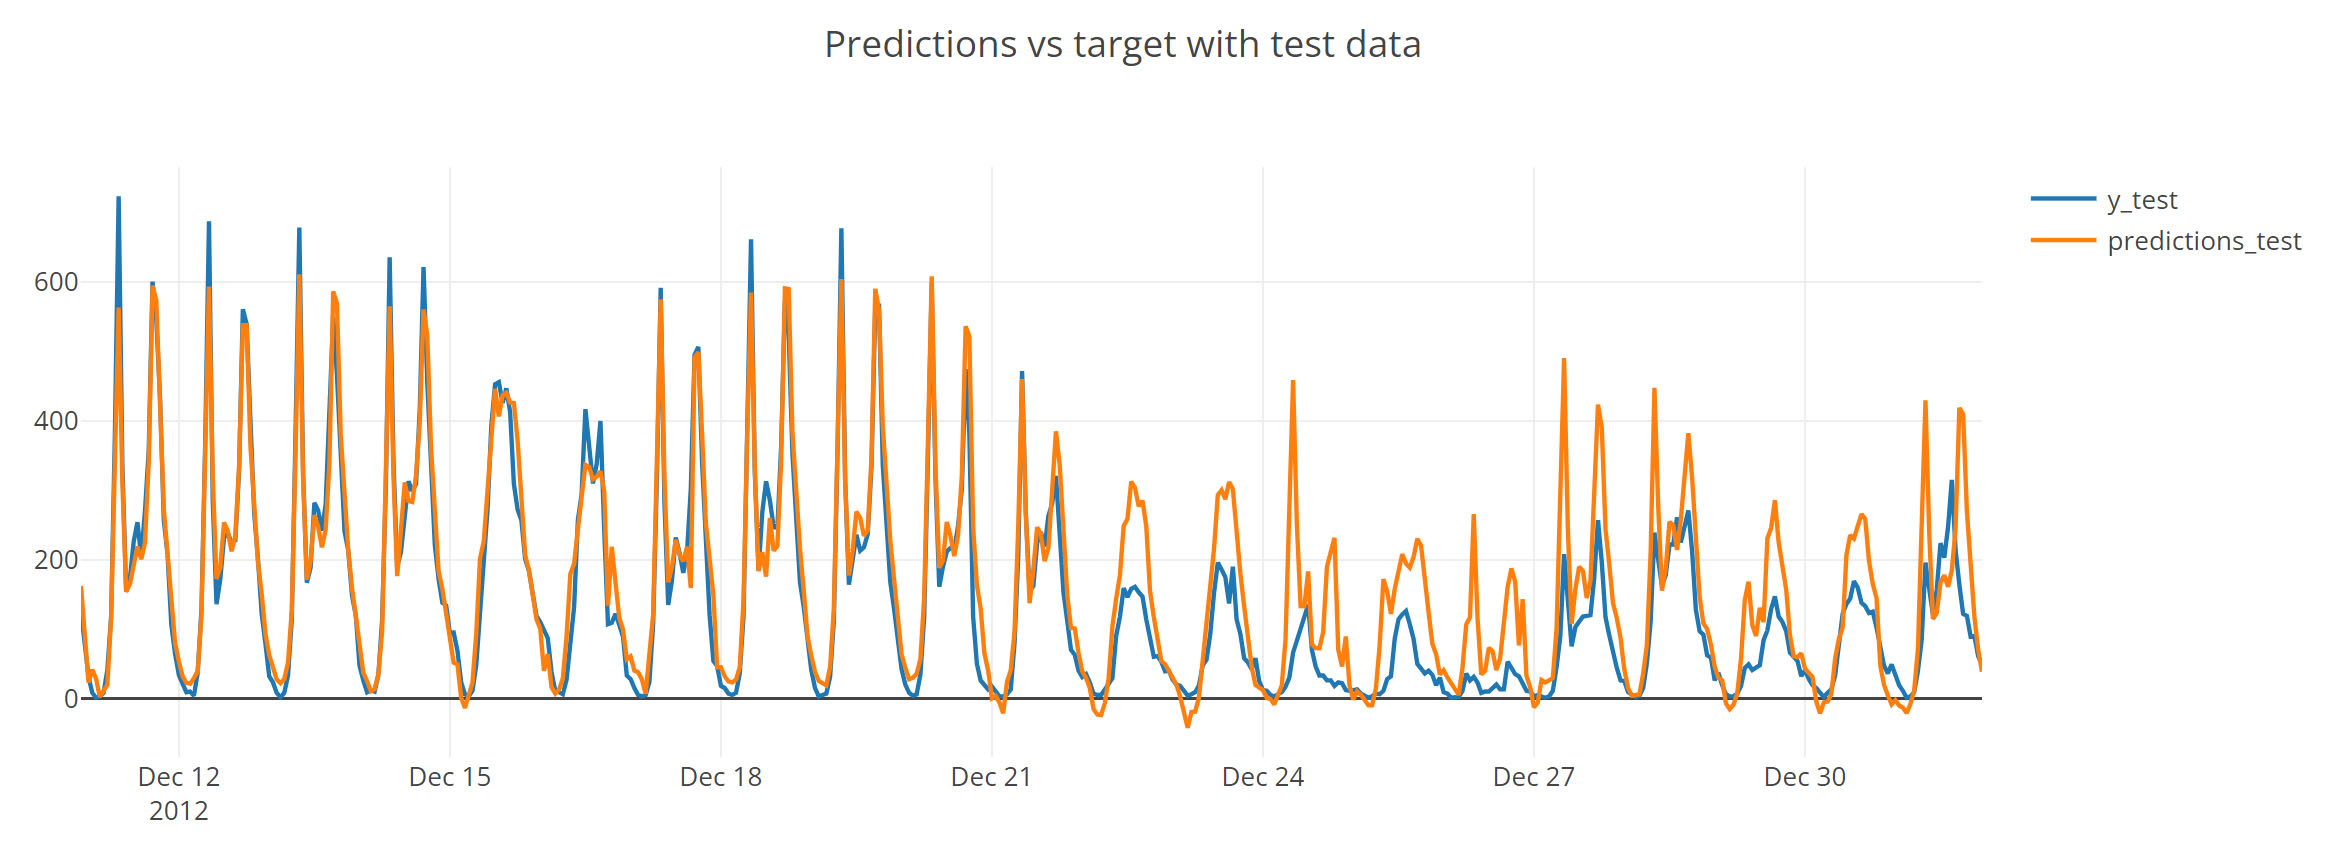 Predictions vs target with test data
y_test
predictions_test
600
400
200
0
Dec 12
2012
Dec 15
Dec 18
Dec 21
Dec 24
Dec 27
Dec 30